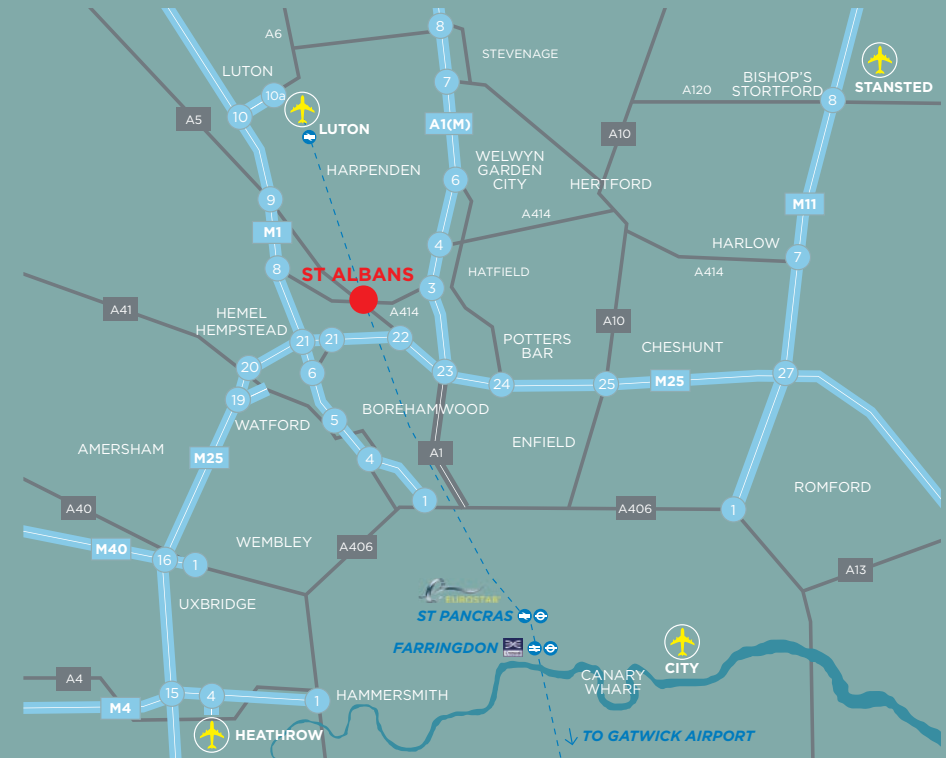 8
A6
STEVENAGE
LUTON
7
BISHOP'S
STORTFORD
8
STANSTED
10a
A120
10
A5
LUTON
A1(M)
A10
HARPENDEN
WELWYN
GARDEN
CITY
6
HERTFORD
9
M11
A414
M1
4
HARLOW
7
8
ST ALBANS
HATFIELD
A414
3
A41
A414
HEMEL
HEMPSTEAD
A10
21
21
22
POTTERS
BAR
CHESHUNT
20
6
23
24
25
M25
27
19
WATFORD
5
BOREHAMWOOD
AMERSHAM
M25
4
A1
ENFIELD
ROMFORD
1
A40
A406
1
M40
WEMBLEY
A406
16
1
A13
UXBRIDGE
EUROSTAR
ST PANCRAS
FARRINGDON
CITY
A4
15
4
1
HAMMERSMITH
CANARY
WHARF
M4
HEATHROW
TO GATWICK AIRPORT